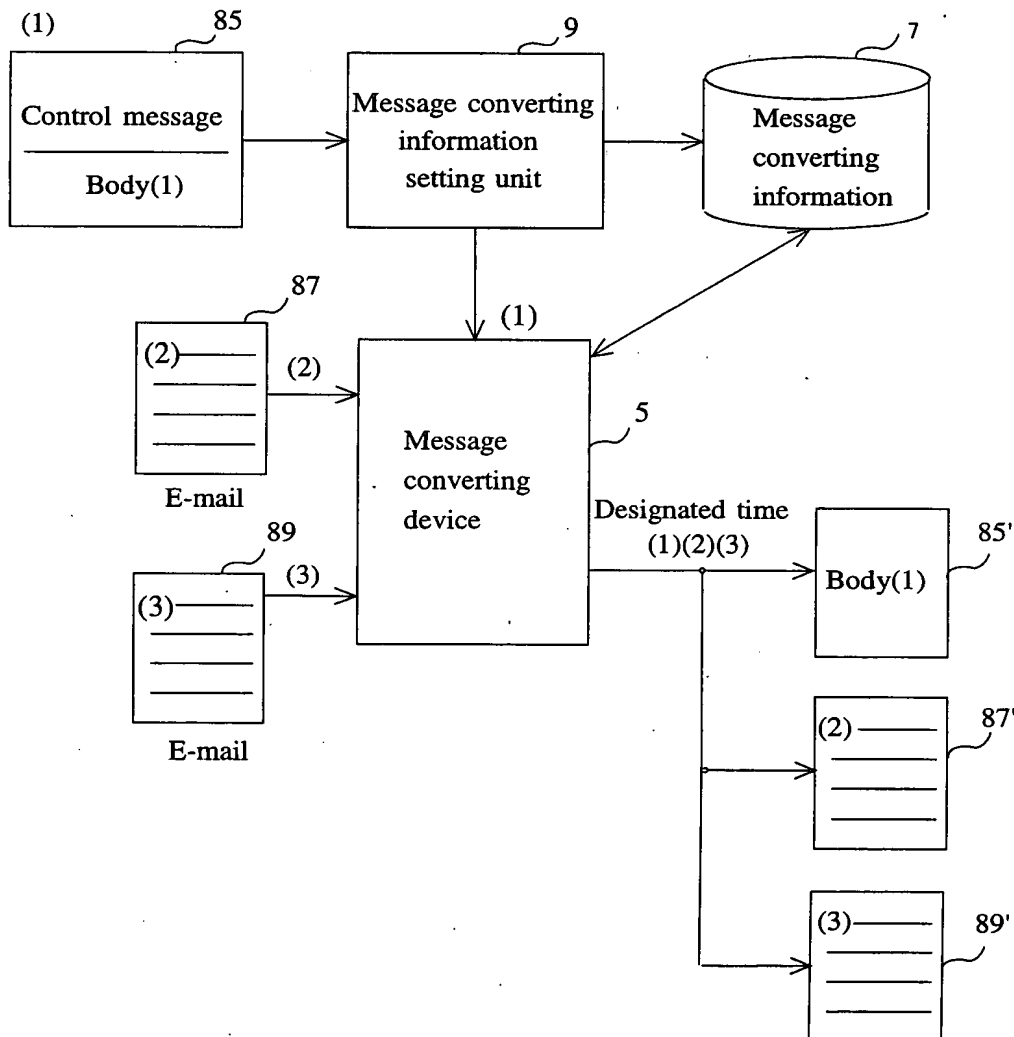 (1)
85
9
7
Control message
Body(1)
Message converting
information
setting unit
Message
converting
information
87
(1)
(2)
(2)
E-mail
5
Message
converting
device
Designated time
(1)(2)(3)
89
(3)
(3)
E-mail
85'
Body(1)
(2)
87'
(3)
89'